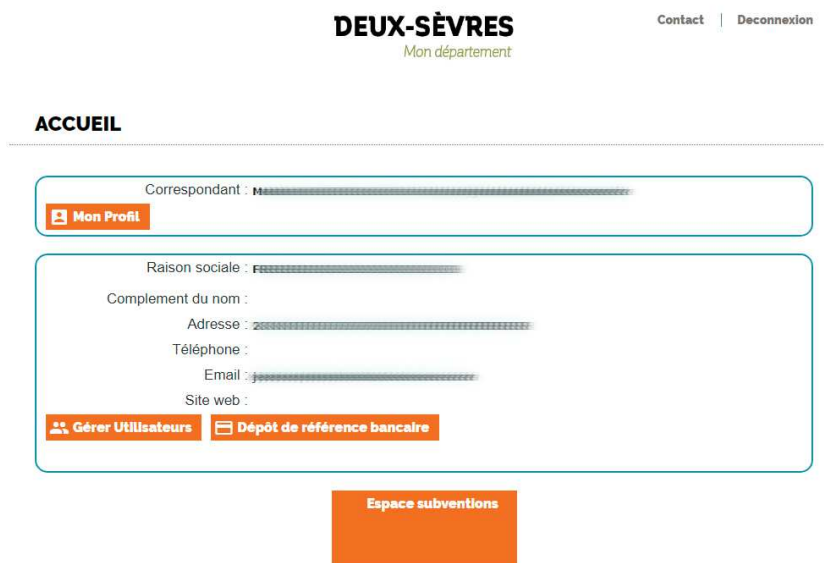 DEUX-SÈVRES
Mon département
Contact | Deconnexion
ACCUEIL
Correspondant :
Mon Profil
Raison sociale :
Complement du nom :
Adresse :
Téléphone :
Email :
Site web :
Gérer Utilisateurs
Dépôt de référence bancaire
Espace subventions